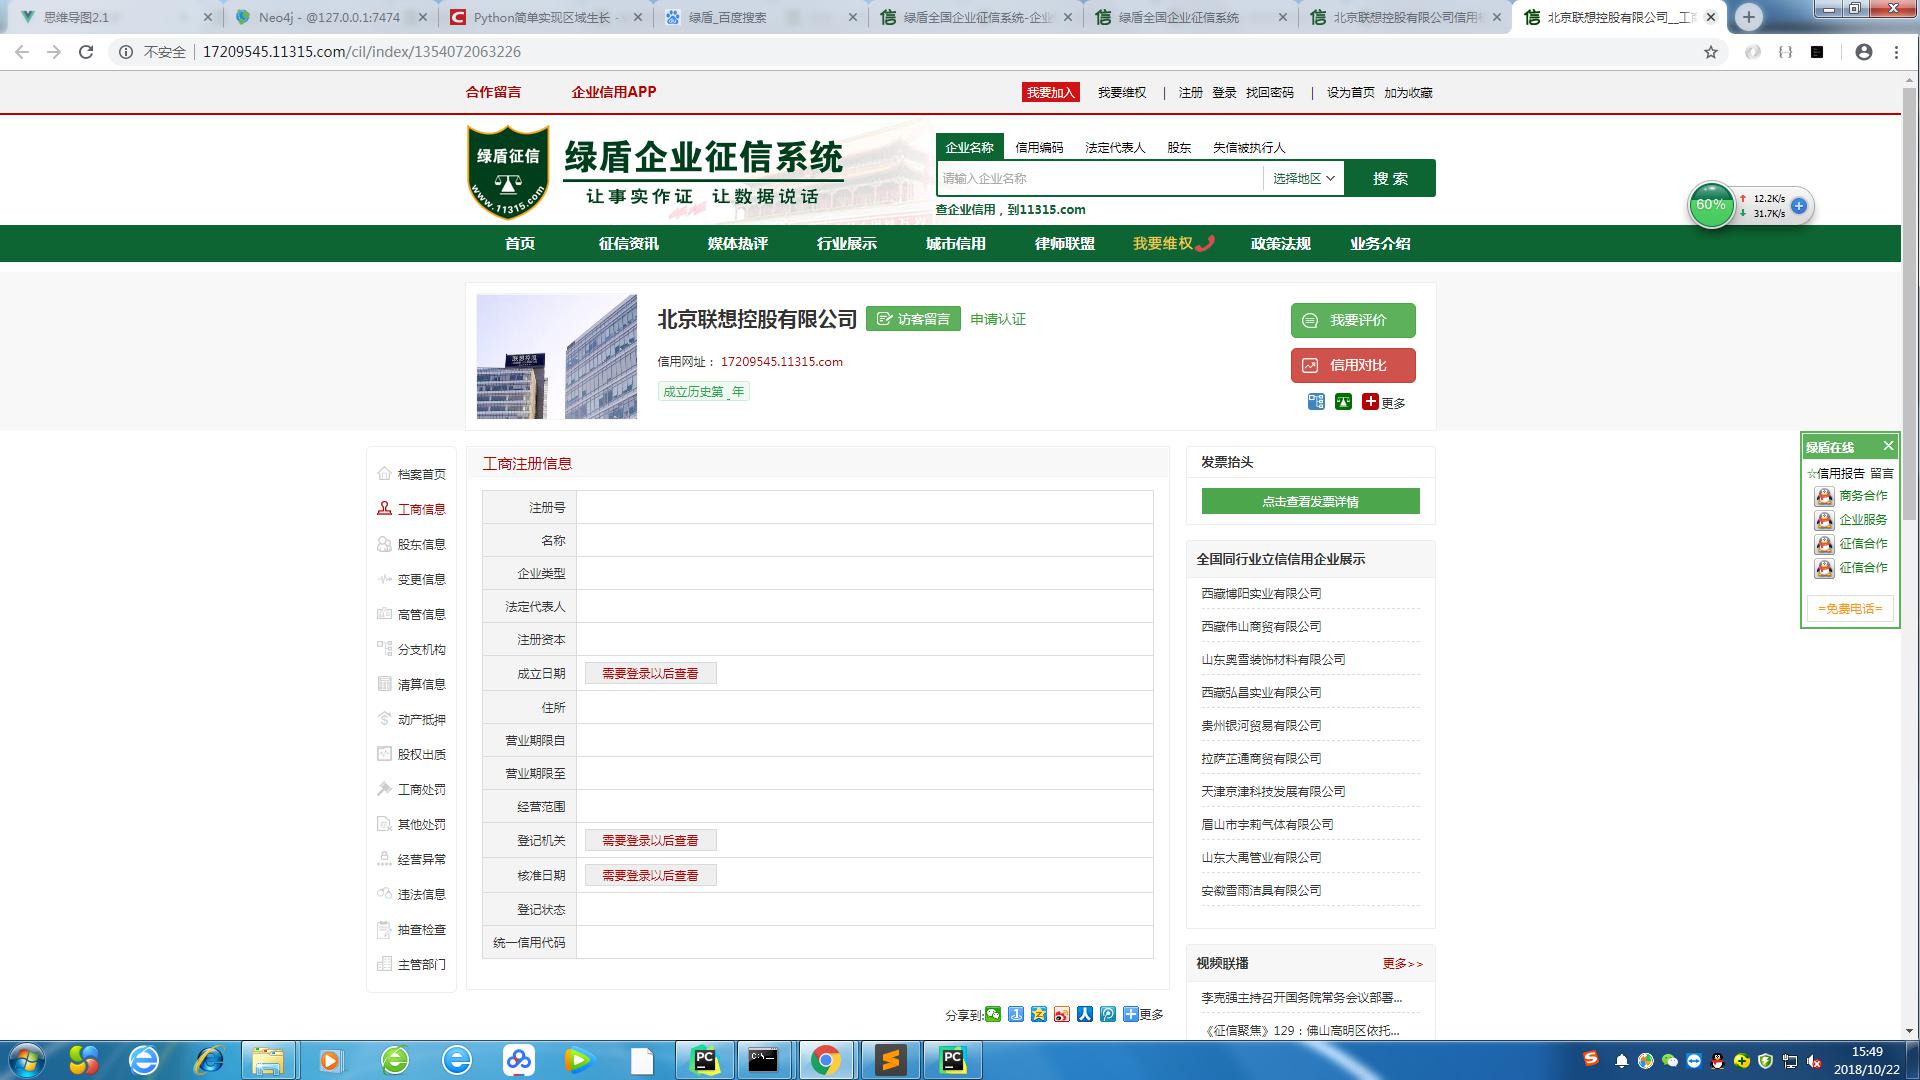 思维导图2.1
Neo4j - @127.0.0.1:7474
Python简单实现区域生长 -
绿盾_百度搜索
绿盾全国企业征信系统-企业
绿盾全国企业征信系统
北京联想控股有限公司信用
北京联想控股有限公司__工
不安全 17209545.11315.com/cil/index/1354072063226
合作留言 企业信用APP 我要加入 我要维权 | 注册 登录 找回密码 | 设为首页 加为收藏
绿盾征信
www.11315.com
绿盾企业征信系统
让事实作证 让数据说话
企业名称 信用编码 法定代表人 股东 失信被执行人
请输入企业名称 选择地区 搜 索
查企业信用，到11315.com
60% 12.2K/s
31.7K/s
首页 征信资讯 媒体热评 行业展示 城市信用 律师联盟 我要维权 政策法规 业务介绍
北京联想控股有限公司 访客留言 申请认证
信用网址： 17209545.11315.com
成立历史第 _年
我要评价
信用对比
更多
档案首页
工商信息
股东信息
变更信息
高管信息
分支机构
清算信息
动产抵押
股权出质
工商处罚
其他处罚
经营异常
违法信息
抽查检查
主管部门
工商注册信息
注册号
名称
企业类型
法定代表人
注册资本
成立日期 需要登录以后查看
住所
营业期限自
营业期限至
经营范围
登记机关 需要登录以后查看
核准日期 需要登录以后查看
登记状态
统一信用代码
分享到: 更多
发票抬头
点击查看发票详情
全国同行业立信信用企业展示
西藏博阳实业有限公司
西藏伟山商贸有限公司
山东奥雪装饰材料有限公司
西藏弘昌实业有限公司
贵州银河贸易有限公司
拉萨芷通商贸有限公司
天津京津科技发展有限公司
眉山市宇莉气体有限公司
山东大禹管业有限公司
安徽雪雨洁具有限公司
视频联播 更多>>
李克强主持召开国务院常务会议部署...
《征信聚焦》129：佛山高明区依托...
绿盾在线
☆信用报告 留言
商务合作
企业服务
征信合作
征信合作
=免费电话=
15:49
2018/10/22